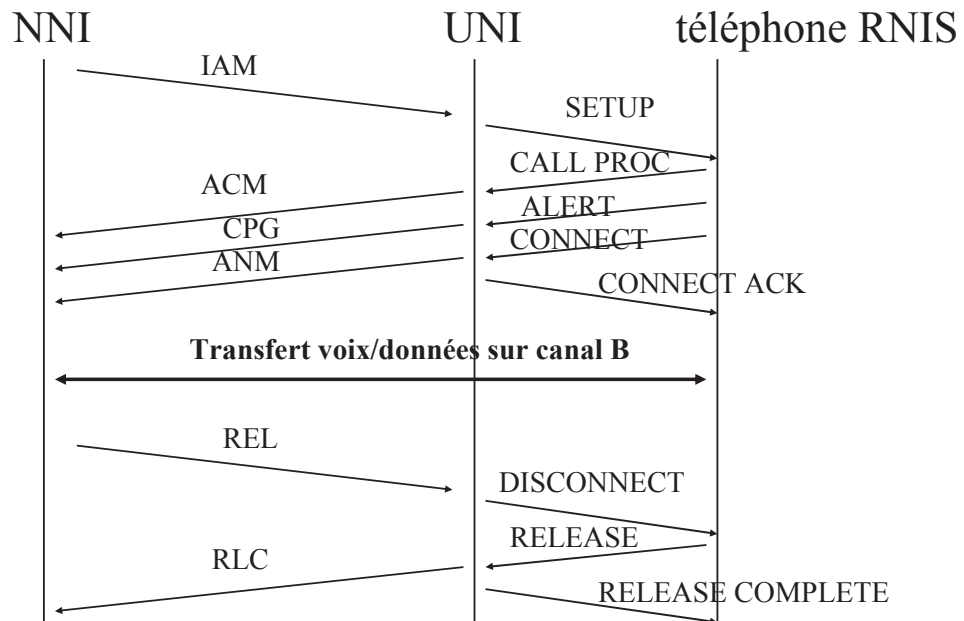 NNI UNI téléphone RNIS
IAM
SETUP
CALL PROC
ACM
ALERT
CPG
CONNECT
ANM
CONNECT ACK
Transfert voix/données sur canal B
REL
DISCONNECT
RELEASE
RLC
RELEASE COMPLETE